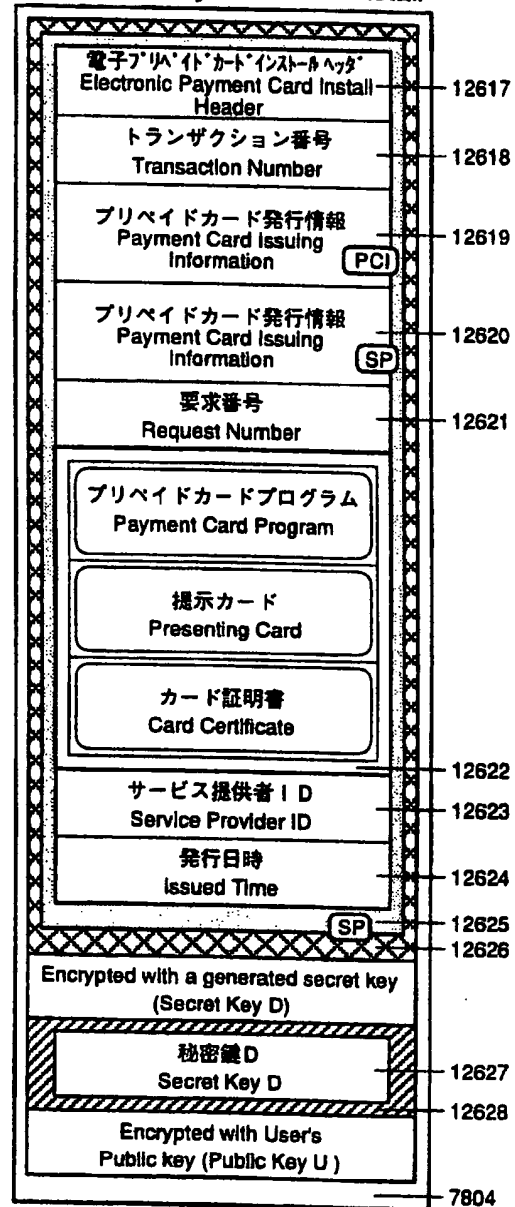 電子プリペイドカードインストールヘッダ
Electronic Payment Card Install
Header
12617
トランザクション番号
Transaction Number
12618
プリペイドカード発行情報
Payment Card Issuing
Information
PCI
12619
プリペイドカード発行情報
Payment Card Issuing
Information
SP
12620
要求番号
Request Number
12621
プリペイドカードプログラム
Payment Card Program
提示カード
Presenting Card
カード証明書
Card Certificate
12622
サービス提供者ID
Service Provider ID
12623
発行日時
Issued Time
12624
SP
12625
12626
Encrypted with a generated secret key
(Secret Key D)
秘密鍵D
Secret Key D
12627
12628
Encrypted with User's
Public key (Public Key U )
7804